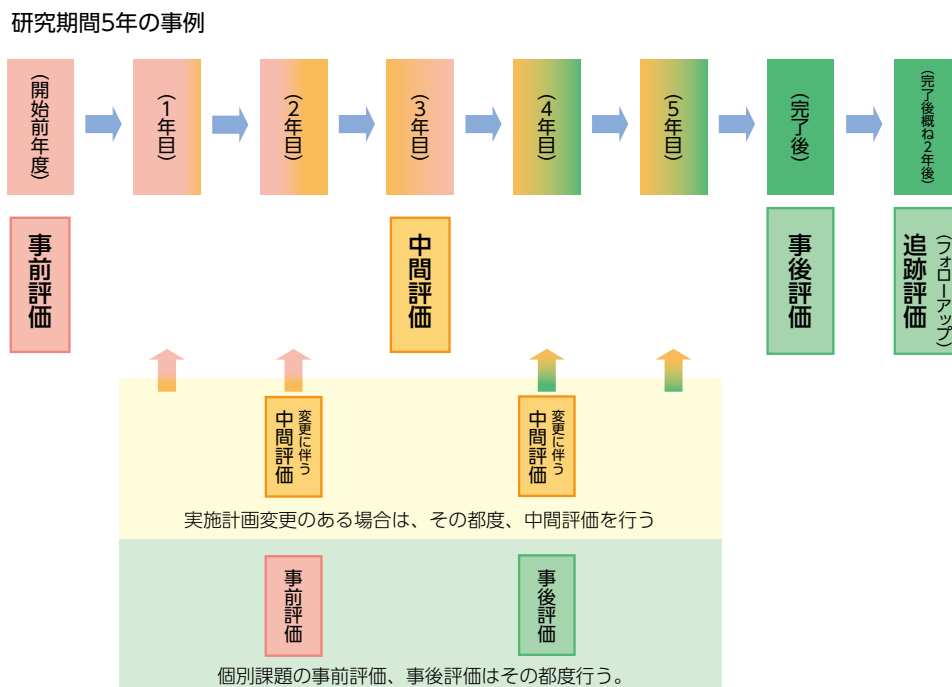 研究期間5年の事例
（開始前年度）
（1年目）
（2年目）
（3年目）
（4年目）
（5年目）
（完了後）
（完了後概ね2年後）
事前評価
中間評価
事後評価
追跡評価
（フォローアップ）
変更に伴う
中間評価
変更に伴う
中間評価
実施計画変更のある場合は、その都度、中間評価を行う
事前評価
事後評価
個別課題の事前評価、事後評価はその都度行う。